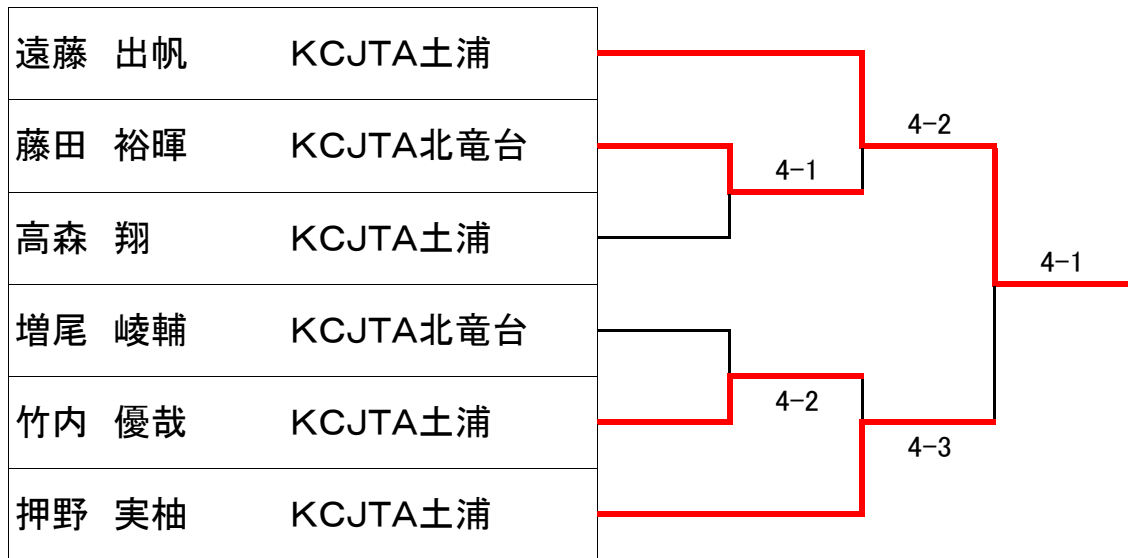 遠藤　出帆　KCJTA土浦
藤田　裕暉　KCJTA北竜台
高森　翔　KCJTA土浦
増尾　崚輔　KCJTA北竜台
竹内　優哉　KCJTA土浦
押野　実柚　KCJTA土浦
4-2
4-1
4-1
4-2
4-3